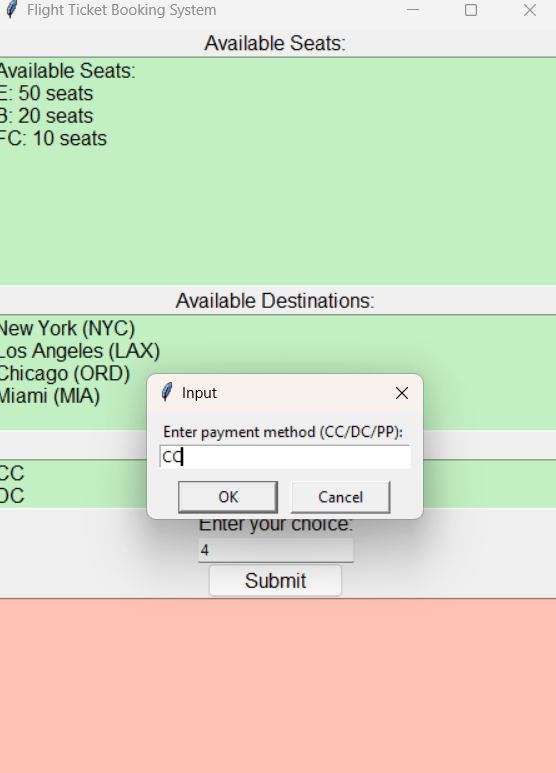 Flight Ticket Booking System
Available Seats:
Available Seats:
E: 50 seats
B: 20 seats
FC: 10 seats
Available Destinations:
New York (NYC)
Los Angeles (LAX)
Chicago (ORD)
Miami (MIA)
Input
Enter payment method (CC/DC/PP):
CC
OK Cancel
CC
DC
Enter your choice:
4
Submit